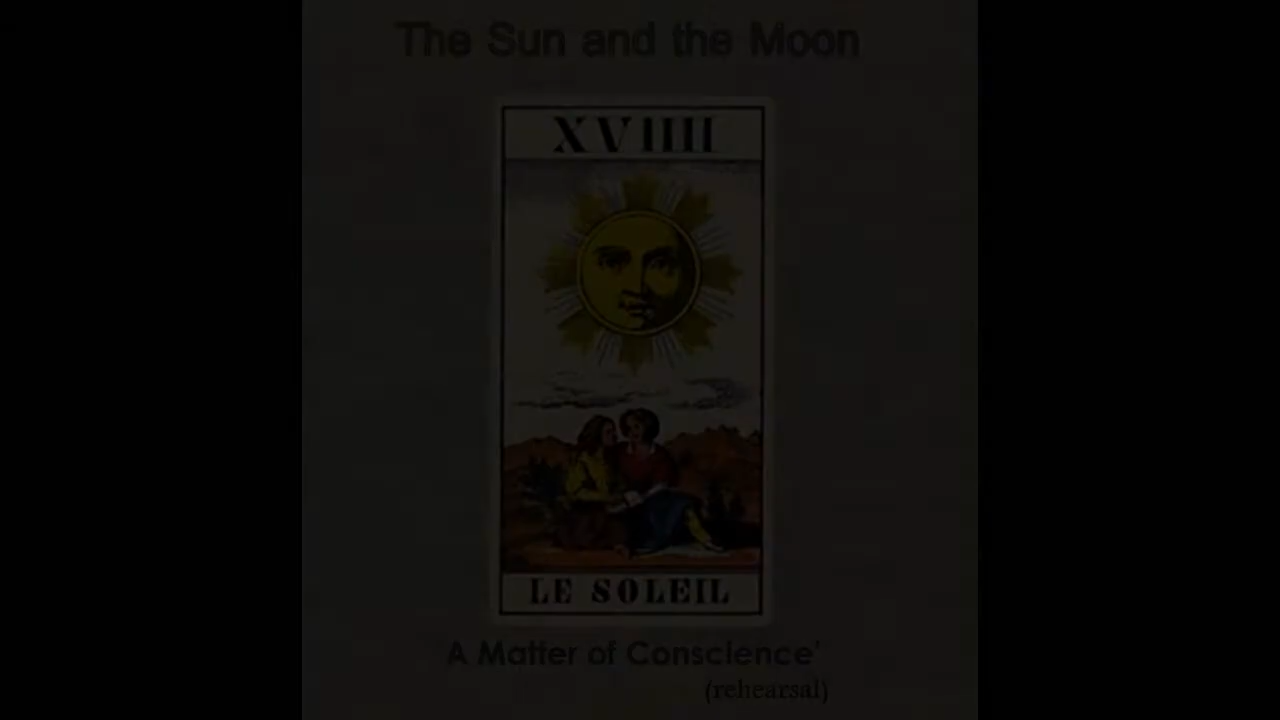 The Sun and the Moon
XVIIII
LE SOLEIL
'A Matter of Conscience'
(rehearsal)